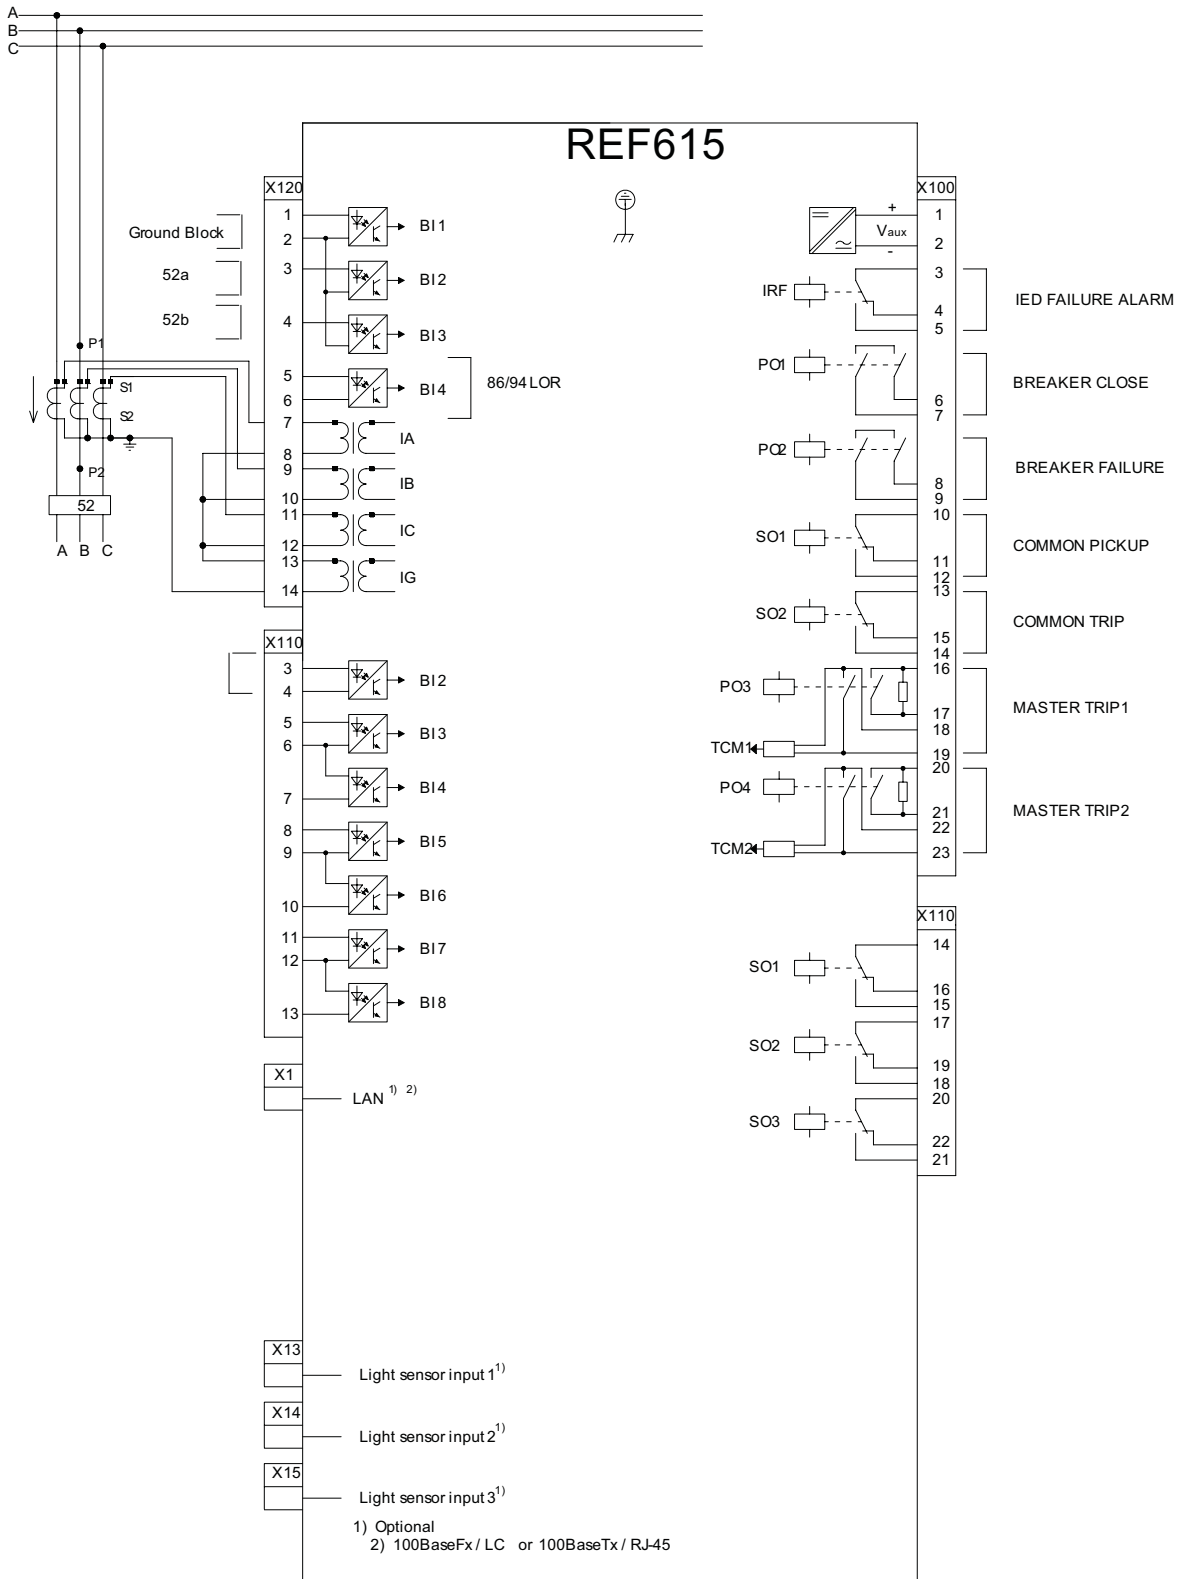 A
B
C
REF615
X120
1
2
3
4
5
6
7
8
9
10
11
12
13
14
Ground Block
52a
52b
BI1
BI2
BI3
BI4
86/94 LOR
IA
IB
IC
IG
P1
S1
S2
P2
52
A B C
X110
3
4
5
6
7
8
9
10
11
12
13
BI2
BI3
BI4
BI5
BI6
BI7
BI8
X1
LAN 1) 2)
X13
Light sensor input 1 1)
X14
Light sensor input 2 1)
X15
Light sensor input 3 1)
1) Optional
2) 100BaseFx / LC or 100BaseTx / RJ-45
X100
+
Vaux
-
1
2
3
4
5
6
7
8
9
10
11
12
13
15
14
16
17
18
19
20
21
22
23
IRF
PO1
PO2
SO1
SO2
PO3
TCM1
PO4
TCM2
IED FAILURE ALARM
BREAKER CLOSE
BREAKER FAILURE
COMMON PICKUP
COMMON TRIP
MASTER TRIP1
MASTER TRIP2
X110
14
16
15
17
19
18
20
22
21
SO1
SO2
SO3